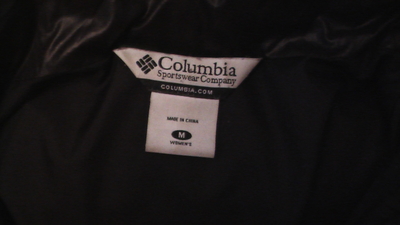 Columbia
Sportswear Company
COLUMBIA.COM
MADE IN CHINA
M
WOMEN'S